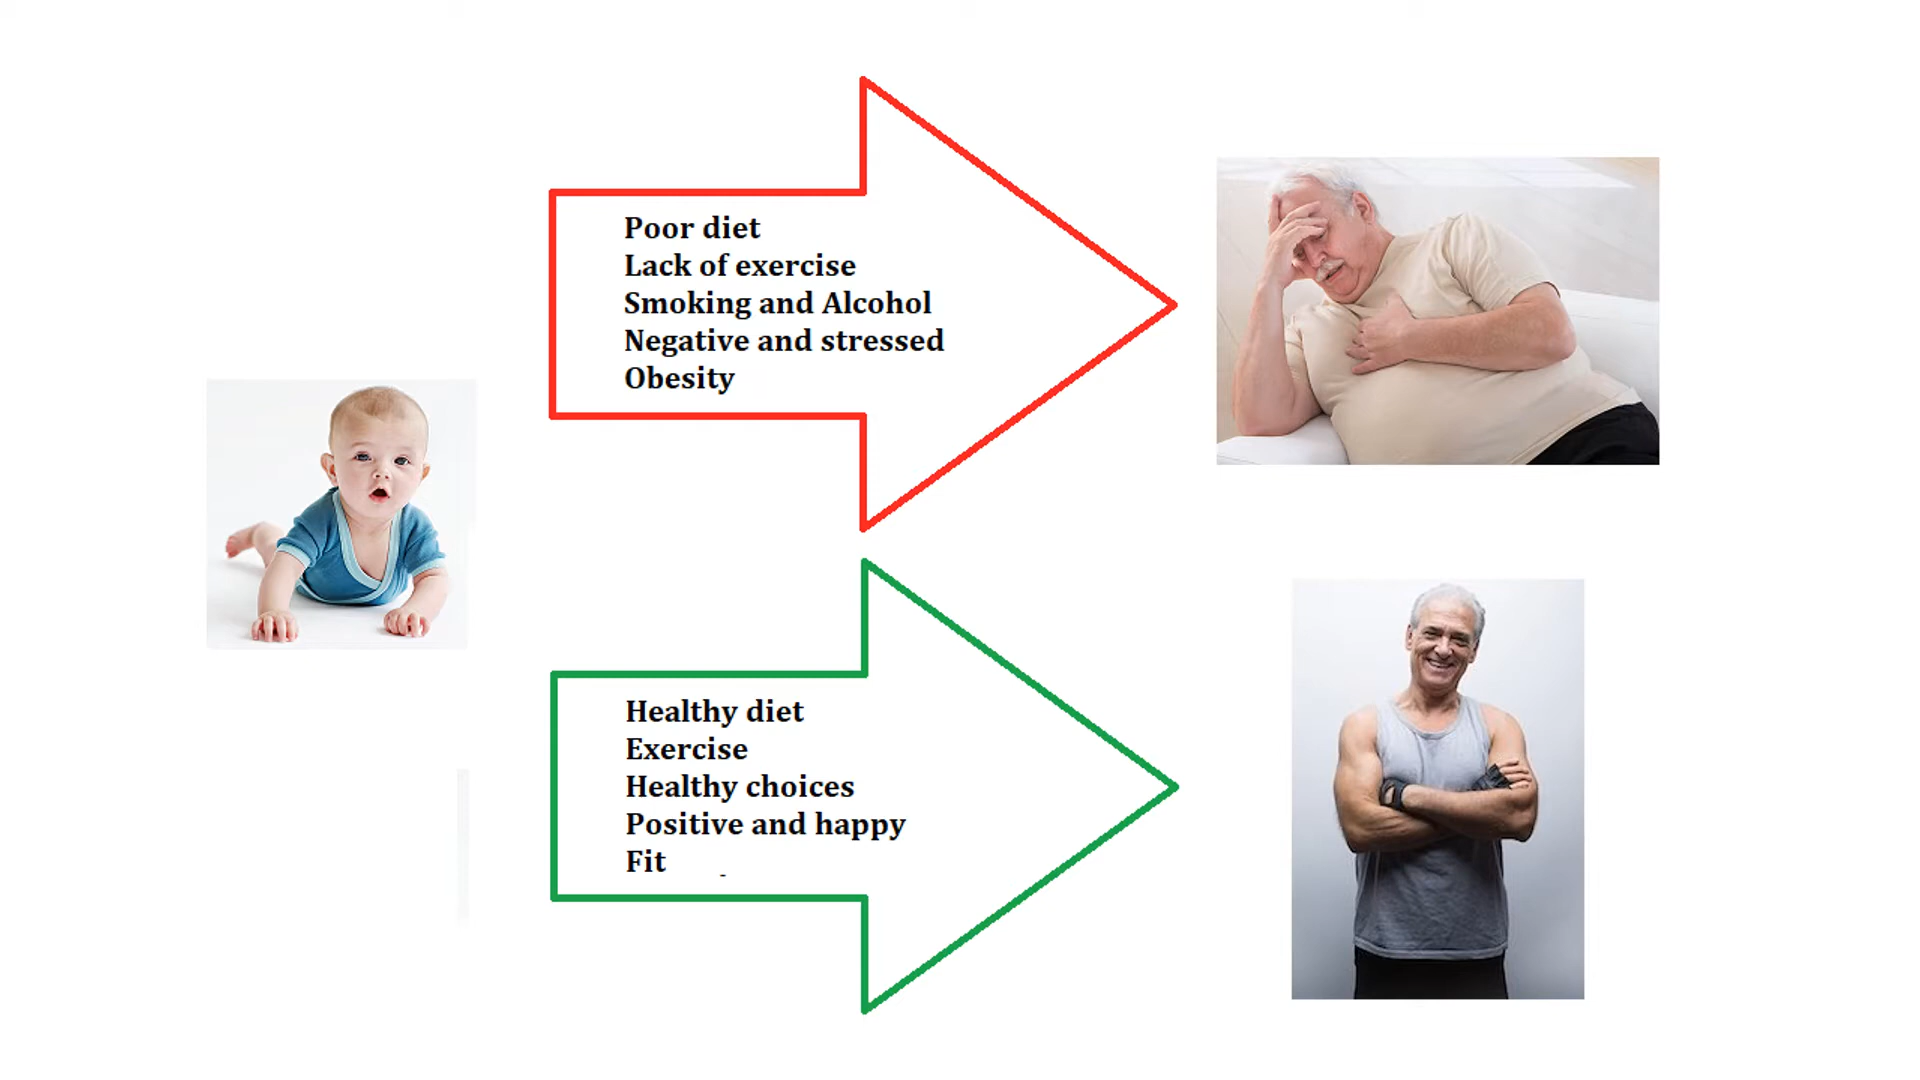 Poor diet
Lack of exercise
Smoking and Alcohol
Negative and stressed
Obesity
Healthy diet
Exercise
Healthy choices
Positive and happy
Fit